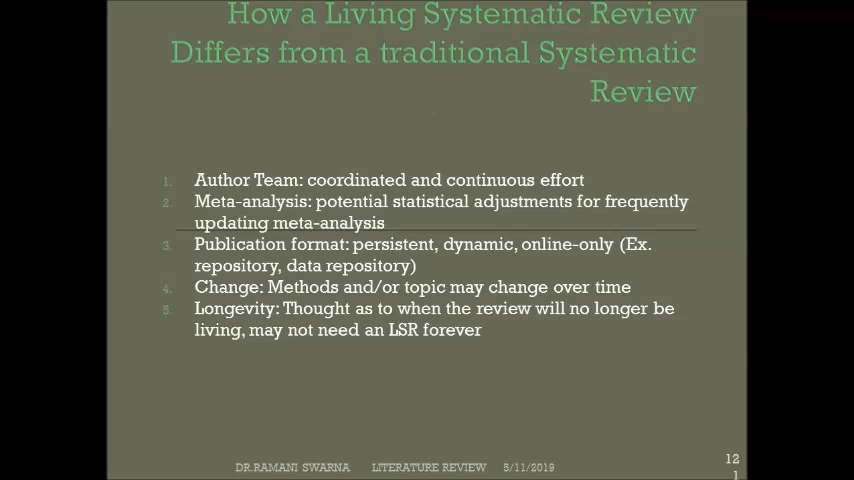 How a Living Systematic Review
Differs from a traditional Systematic
Review
1. Author Team: coordinated and continuous effort
2. Meta-analysis: potential statistical adjustments for frequently
updating meta-analysis
3. Publication format: persistent, dynamic, online-only (Ex.
repository, data repository)
4. Change: Methods and/or topic may change over time
5. Longevity: Thought as to when the review will no longer be
living, may not need an LSR forever
DR.RAMANI SWARNA LITERATURE REVIEW 5/11/2019
12
1